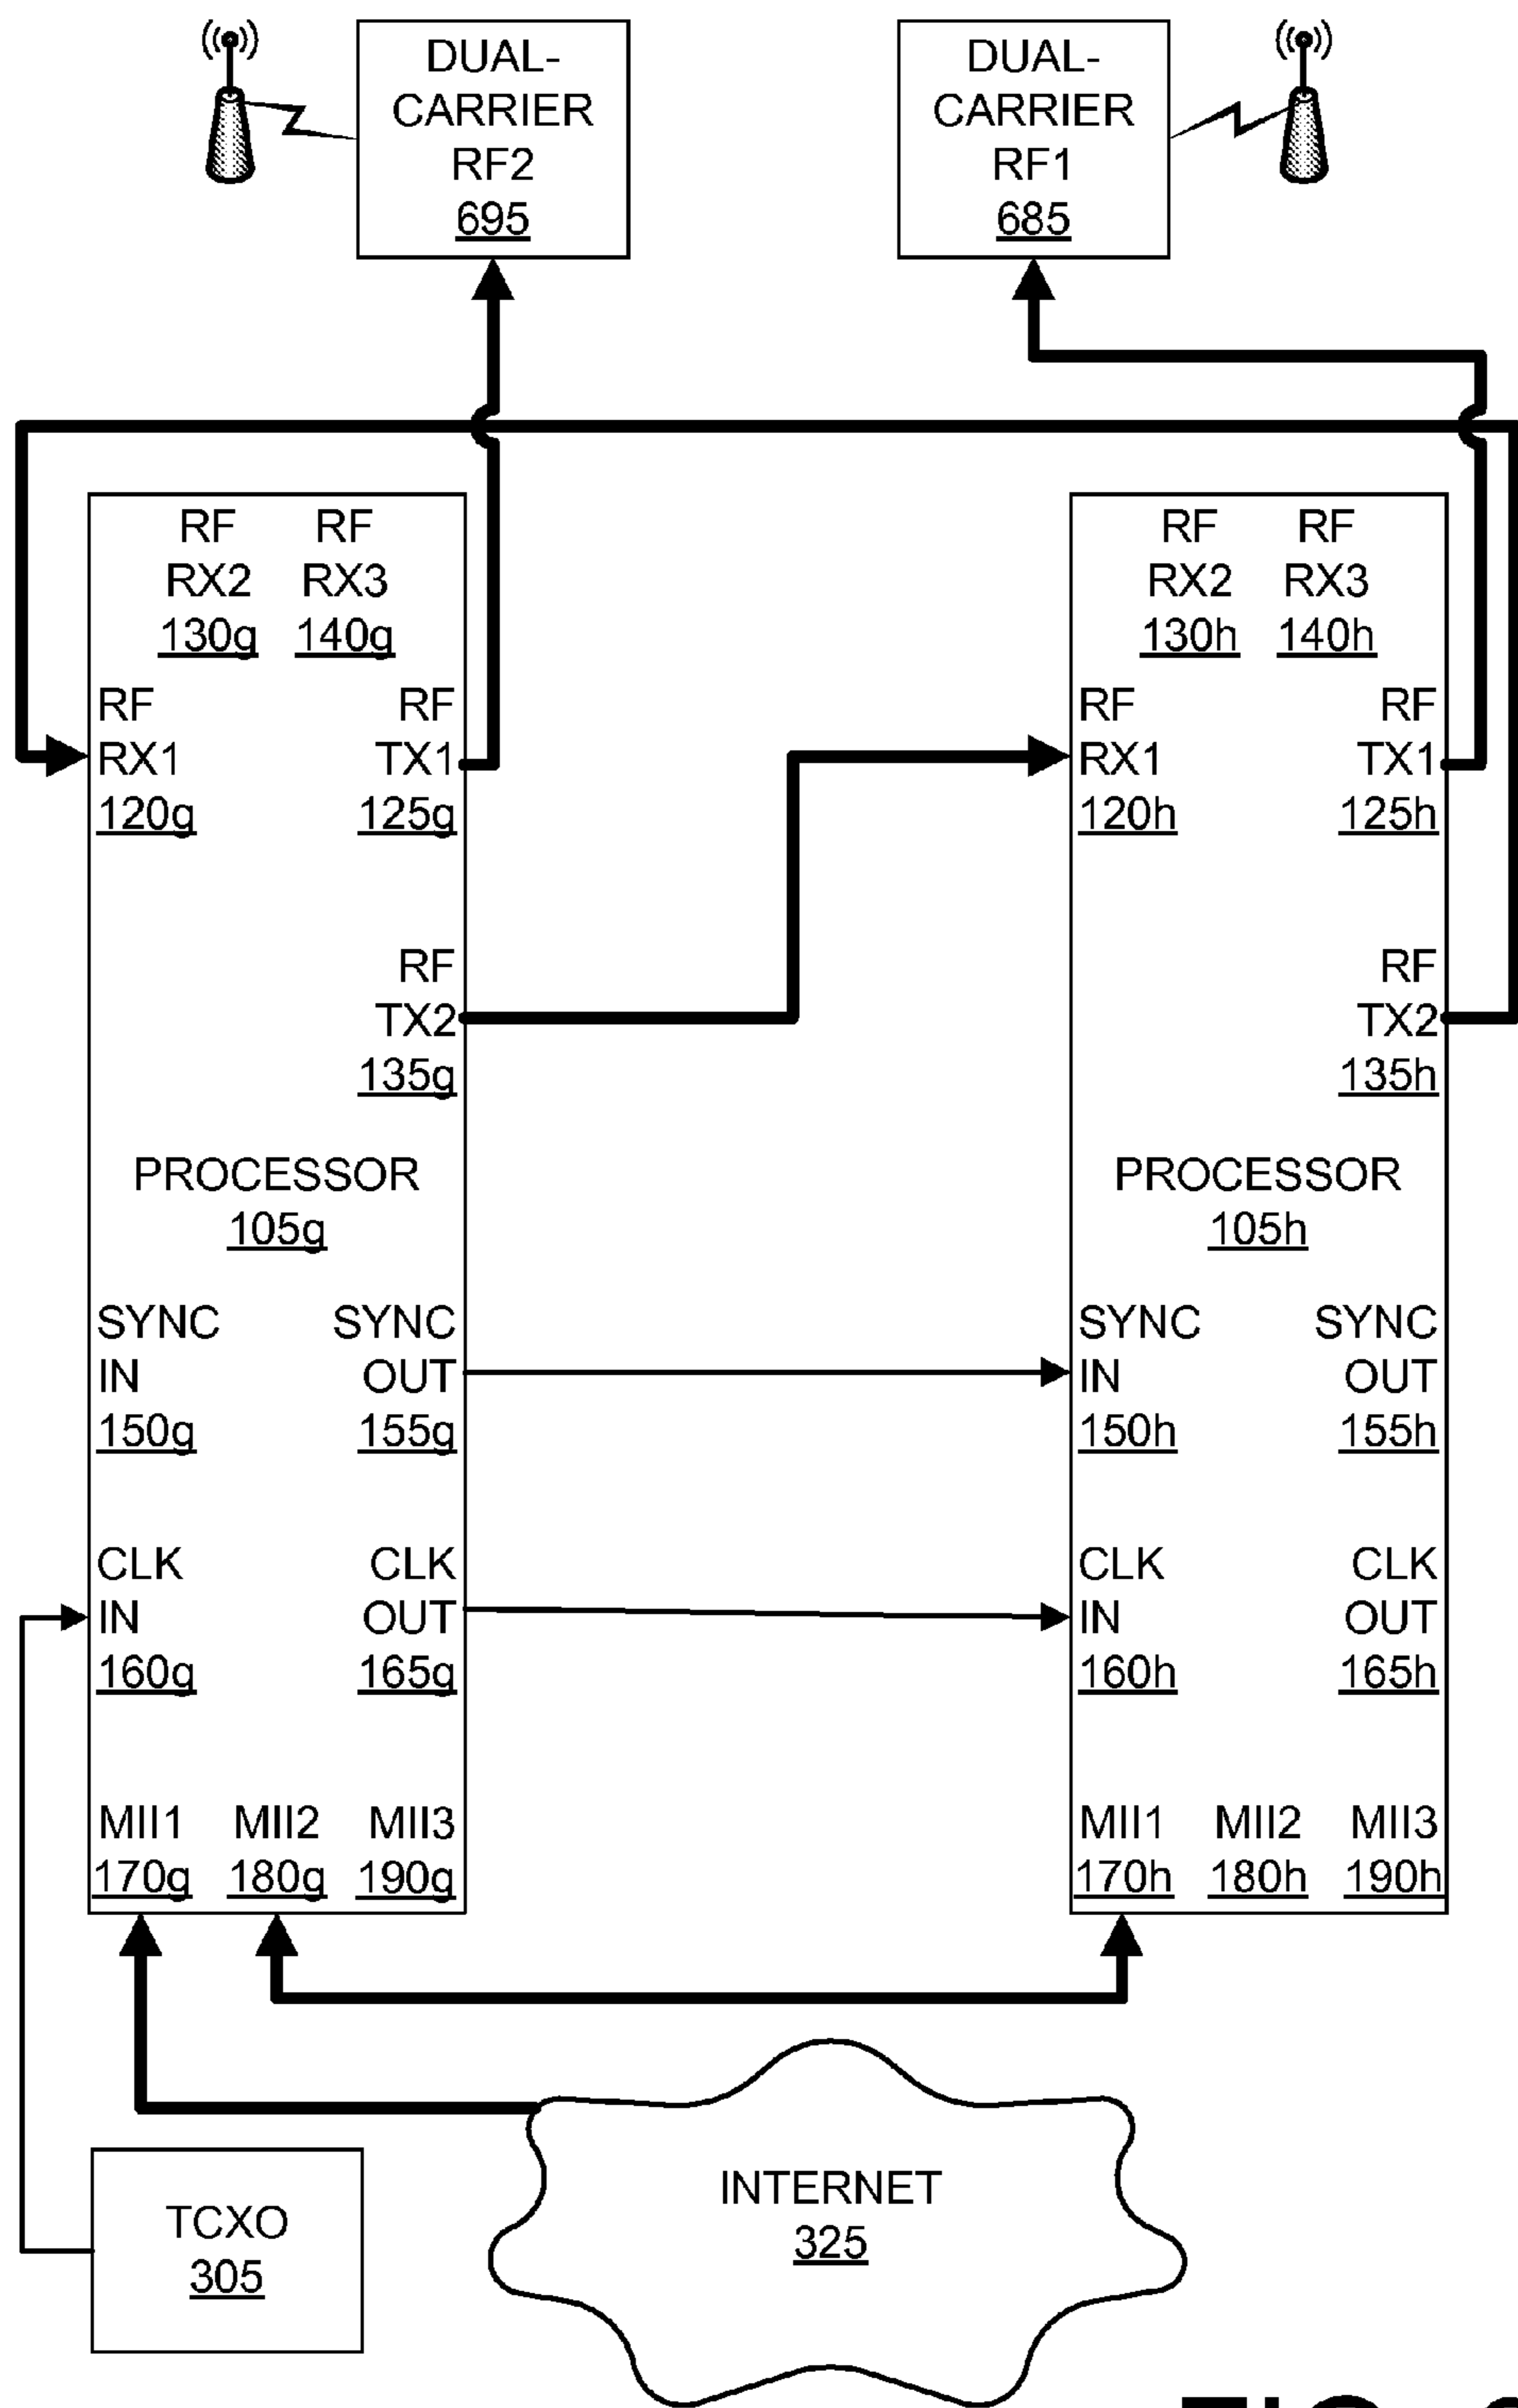 DUAL-
CARRIER
RF2
695
DUAL-
CARRIER
RF1
685
RF
RX2
130g
RF
RX3
140g
RF
RX1
120g
RF
TX1
125g
RF
TX2
135g
PROCESSOR
105g
SYNC
IN
150g
SYNC
OUT
155g
CLK
IN
160g
CLK
OUT
165g
MII1
170g
MII2
180g
MII3
190g
RF
RX2
130h
RF
RX3
140h
RF
RX1
120h
RF
TX1
125h
RF
TX2
135h
PROCESSOR
105h
SYNC
IN
150h
SYNC
OUT
155h
CLK
IN
160h
CLK
OUT
165h
MII1
170h
MII2
180h
MII3
190h
TCXO
305
INTERNET
325